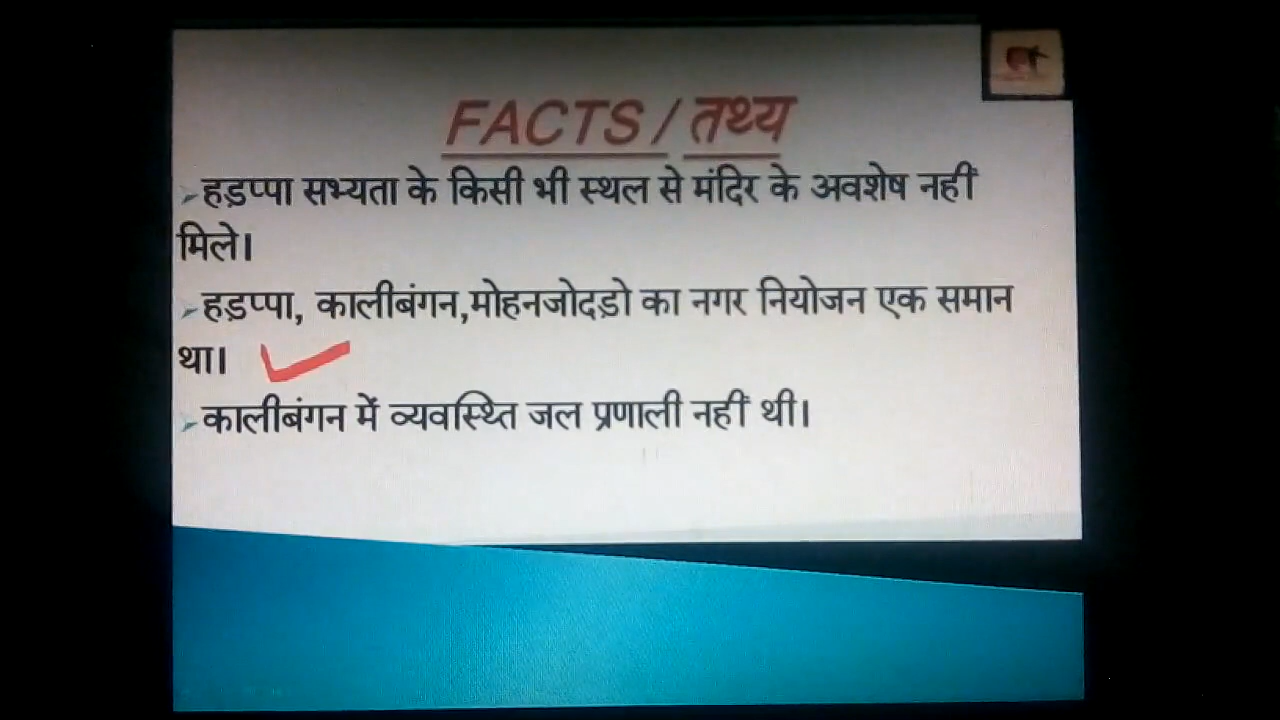 FACTS / तथ्य
हड़प्पा सभ्यता के किसी भी स्थल से मंदिर के अवशेष नहीं
मिले।
हड़प्पा, कालीबंगन,मोहनजोदड़ो का नगर नियोजन एक समान
था।
कालीबंगन में व्यवस्थित जल प्रणाली नहीं थी।